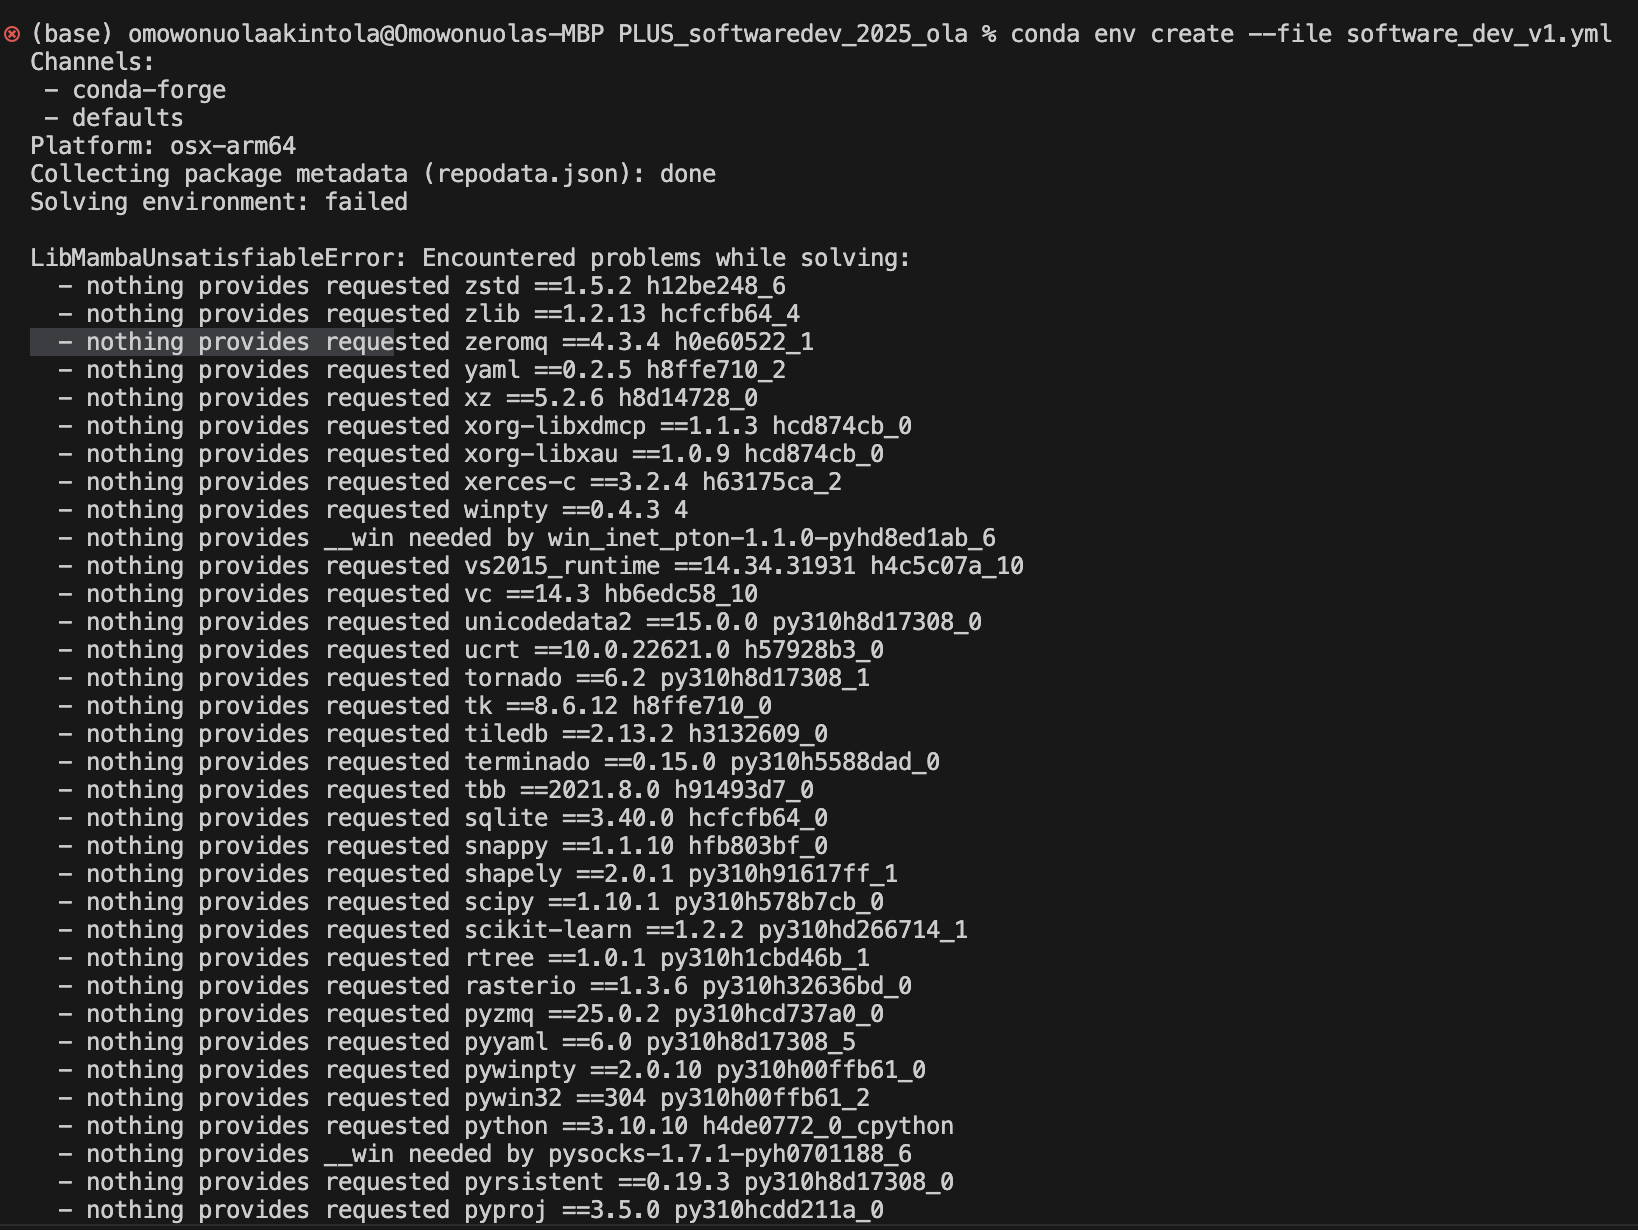 (base) omowonuolaakintola@Omowonuolas-MBP PLUS_softwaredev_2025_ola % conda env create --file software_dev_v1.yml
Channels:
 - conda-forge
 - defaults
Platform: osx-arm64
Collecting package metadata (repodata.json): done
Solving environment: failed

LibMambaUnsatisfiableError: Encountered problems while solving:
  - nothing provides requested zstd ==1.5.2 h12be248_6
  - nothing provides requested zlib ==1.2.13 hcfcfb64_4
  - nothing provides requested zeromq ==4.3.4 h0e60522_1
  - nothing provides requested yaml ==0.2.5 h8ffe710_2
  - nothing provides requested xz ==5.2.6 h8d14728_0
  - nothing provides requested xorg-libxdmcp ==1.1.3 hcd874cb_0
  - nothing provides requested xorg-libxau ==1.0.9 hcd874cb_0
  - nothing provides requested xerces-c ==3.2.4 h63175ca_2
  - nothing provides requested winpty ==0.4.3 4
  - nothing provides __win needed by win_inet_pton-1.1.0-pyhd8ed1ab_6
  - nothing provides requested vs2015_runtime ==14.34.31931 h4c5c07a_10
  - nothing provides requested vc ==14.3 hb6edc58_10
  - nothing provides requested unicodedata2 ==15.0.0 py310h8d17308_0
  - nothing provides requested ucrt ==10.0.22621.0 h57928b3_0
  - nothing provides requested tornado ==6.2 py310h8d17308_1
  - nothing provides requested tk ==8.6.12 h8ffe710_0
  - nothing provides requested tiledb ==2.13.2 h3132609_0
  - nothing provides requested terminado ==0.15.0 py310h5588dad_0
  - nothing provides requested tbb ==2021.8.0 h91493d7_0
  - nothing provides requested sqlite ==3.40.0 hcfcfb64_0
  - nothing provides requested snappy ==1.1.10 hfb803bf_0
  - nothing provides requested shapely ==2.0.1 py310h91617ff_1
  - nothing provides requested scipy ==1.10.1 py310h578b7cb_0
  - nothing provides requested scikit-learn ==1.2.2 py310hd266714_1
  - nothing provides requested rtree ==1.0.1 py310h1cbd46b_1
  - nothing provides requested rasterio ==1.3.6 py310h32636bd_0
  - nothing provides requested pyzmq ==25.0.2 py310hcd737a0_0
  - nothing provides requested pyyaml ==6.0 py310h8d17308_5
  - nothing provides requested pywinpty ==2.0.10 py310h00ffb61_0
  - nothing provides requested pywin32 ==304 py310h00ffb61_2
  - nothing provides requested python ==3.10.10 h4de0772_0_cpython
  - nothing provides __win needed by pysocks-1.7.1-pyh0701188_6
  - nothing provides requested pyrsistent ==0.19.3 py310h8d17308_0
  - nothing provides requested pyproj ==3.5.0 py310hcdd211a_0